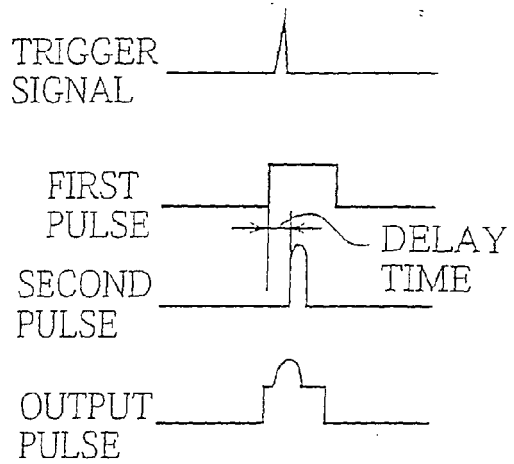 TRIGGER
SIGNAL
FIRST
PULSE
DELAY
TIME
SECOND
PULSE
OUTPUT
PULSE